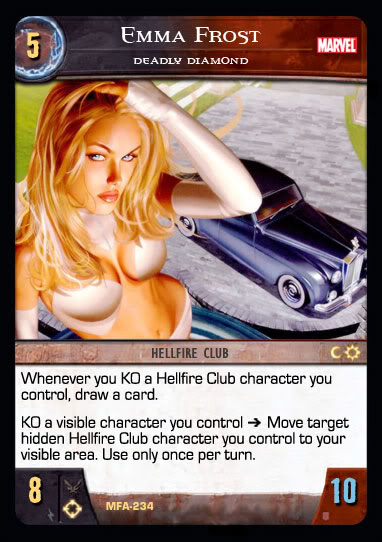 5
EMMA FROST
MARVEL
DEADLY DIAMOND
HELLFIRE CLUB
Whenever you KO a Hellfire Club character you
control, draw a card.
KO a visible character you control ➔ Move target
hidden Hellfire Club character you control to your
visible area. Use only once per turn.
8
MFA-234
10